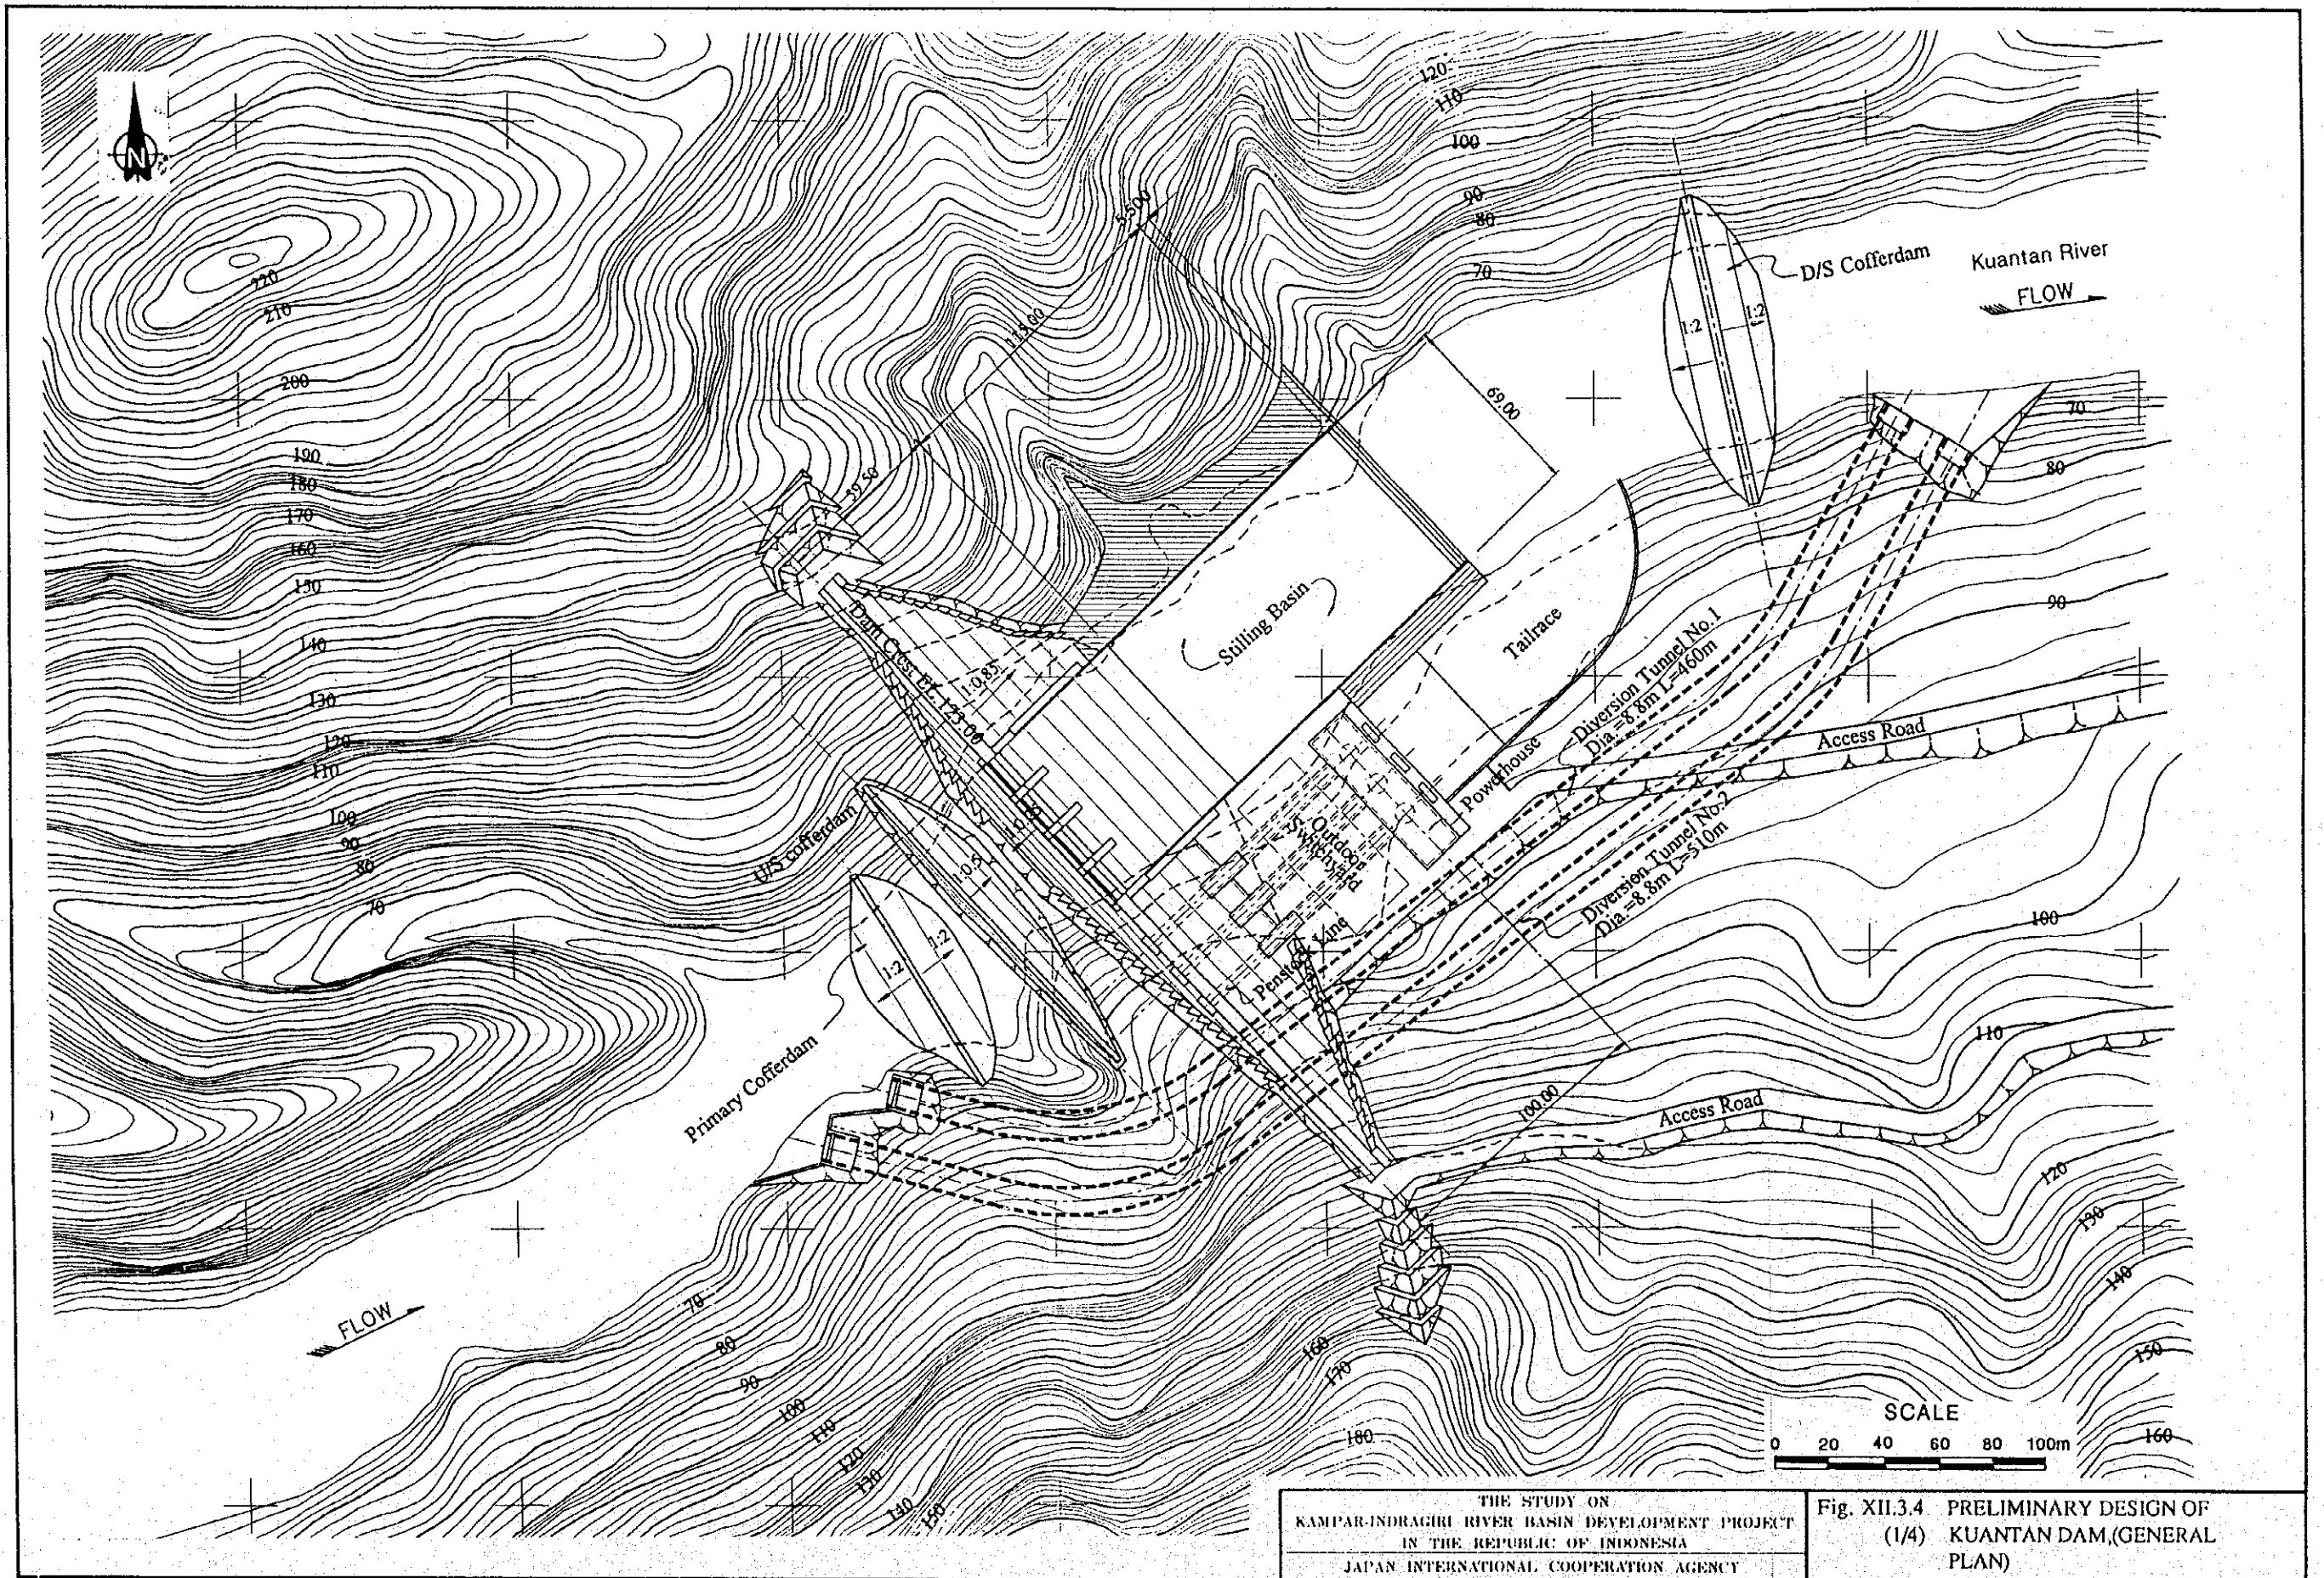 N
120
110
100
90
80
70
5.500
115.00
39.50
69.00
D/S Cofferdam
Kuantan River
FLOW
1:2
1:2
220
210
200
190
180
170
160
150
140
130
120
110
100
90
80
70
70
80
90
100
110
120
130
140
150
160
Dam Crest EL.123.00
1:0.85
Stilling Basin
Tailrace
Diversion Tunnel No.1
Dia.=8.8m L=460m
Access Road
Powerhouse
Outdoor
Switchyard
Diversion Tunnel No.2
Dia.=8.8m L=510m
U/S cofferdam
1:0.5
1:2
1:2
Penstock Line
Primary Cofferdam
100.00
Access Road
FLOW
70
80
90
100
110
120
130
140
150
160
170
180
SCALE
0 20 40 60 80 100m
THE STUDY ON
KAMPAR-INDRAGIRI RIVER BASIN DEVELOPMENT PROJECT
IN THE REPUBLIC OF INDONESIA
JAPAN INTERNATIONAL COOPERATION AGENCY
Fig. XII.3.4 PRELIMINARY DESIGN OF
(1/4) KUANTAN DAM,(GENERAL
PLAN)